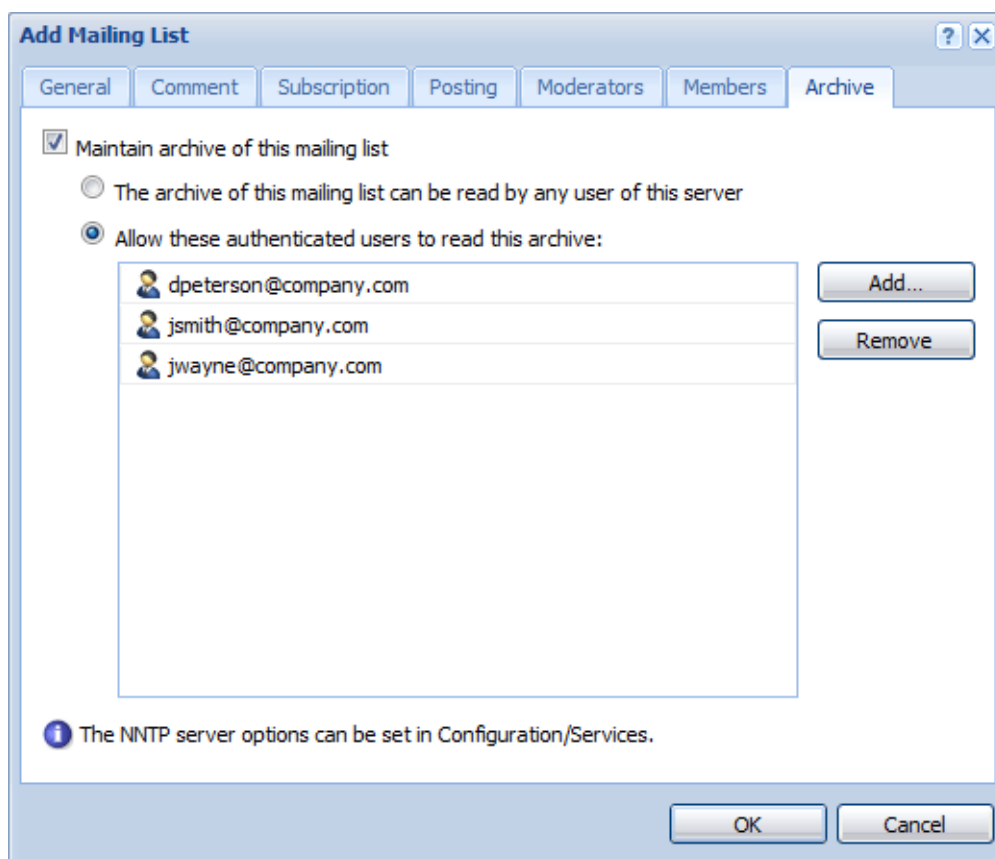 Add Mailing List ?
General Comment Subscription Posting Moderators Members Archive
Maintain archive of this mailing list
The archive of this mailing list can be read by any user of this server
Allow these authenticated users to read this archive:
dpeterson@company.com
Add...
jsmith@company.com
Remove
jwayne@company.com
The NNTP server options can be set in Configuration/Services.
OK Cancel